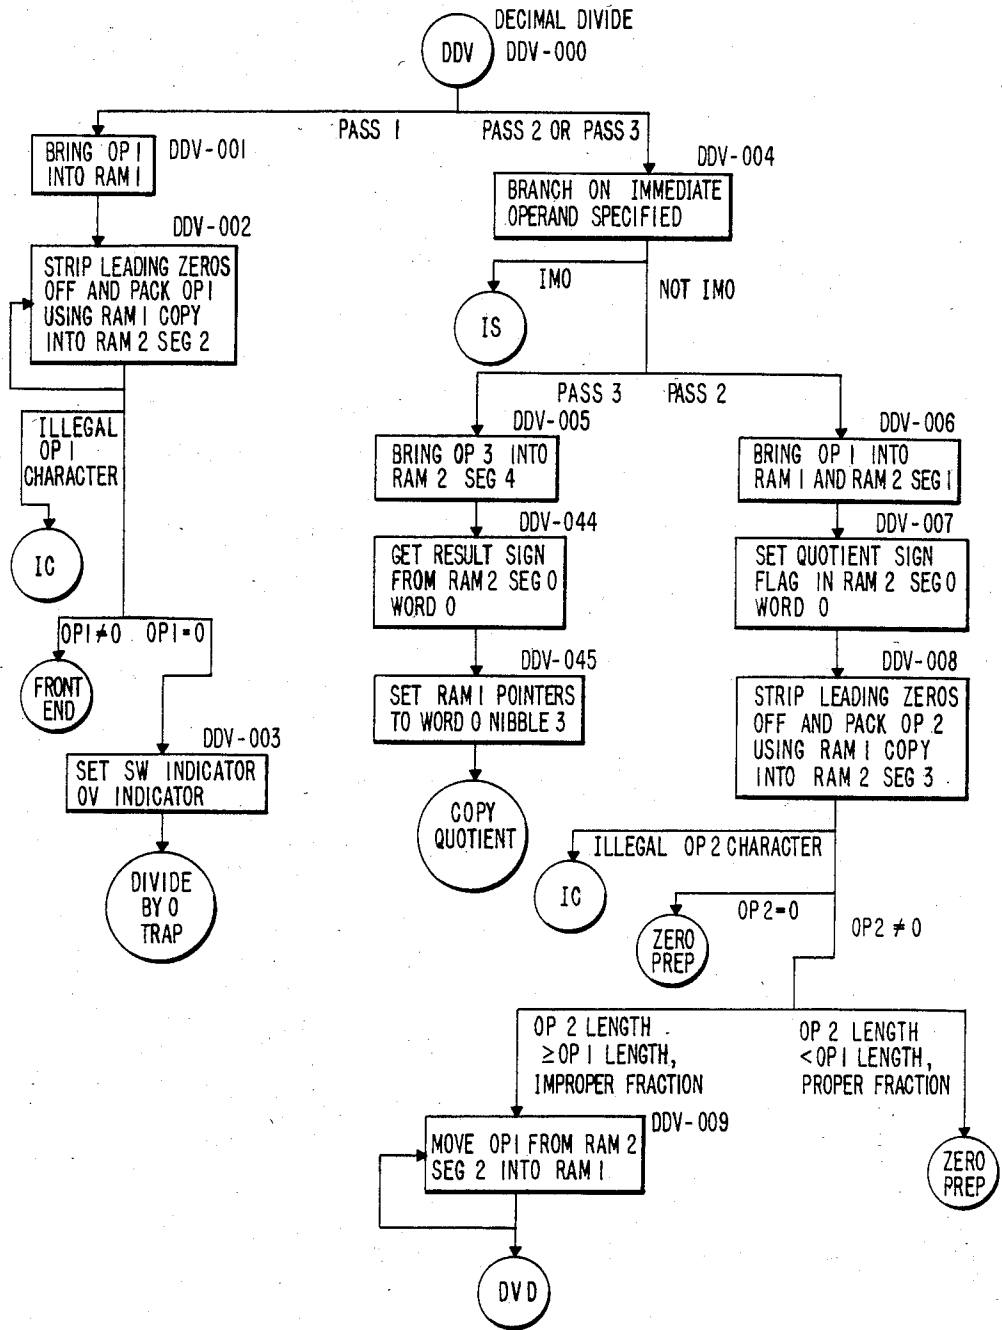 DECIMAL DIVIDE
DDV
DDV-000
PASS 1
PASS 2 OR PASS 3
BRING OP 1
INTO RAM 1
DDV-001
DDV-004
BRANCH ON IMMEDIATE
OPERAND SPECIFIED
DDV-002
STRIP LEADING ZEROS
OFF AND PACK OP 1
USING RAM 1 COPY
INTO RAM 2 SEG 2
IMO
NOT IMO
IS
PASS 3
PASS 2
DDV-005
DDV-006
ILLEGAL
OP 1
CHARACTER
BRING OP 3 INTO
RAM 2 SEG 4
BRING OP 1 INTO
RAM 1 AND RAM 2 SEG 1
DDV-044
DDV-007
IC
GET RESULT SIGN
FROM RAM 2 SEG 0
WORD 0
SET QUOTIENT SIGN
FLAG IN RAM 2 SEG 0
WORD 0
OP1≠0
OP1=0
DDV-045
DDV-008
FRONT
END
SET RAM 1 POINTERS
TO WORD 0 NIBBLE 3
STRIP LEADING ZEROS
OFF AND PACK OP 2
USING RAM 1 COPY
INTO RAM 2 SEG 3
DDV-003
SET SW INDICATOR
OV INDICATOR
COPY
QUOTIENT
DIVIDE
BY 0
TRAP
ILLEGAL OP 2 CHARACTER
IC
OP 2=0
ZERO
PREP
OP2 ≠ 0
OP 2 LENGTH
≥OP 1 LENGTH,
IMPROPER FRACTION
OP 2 LENGTH
<OP 1 LENGTH,
PROPER FRACTION
DDV-009
MOVE OP1 FROM RAM 2
SEG 2 INTO RAM 1
ZERO
PREP
DVD